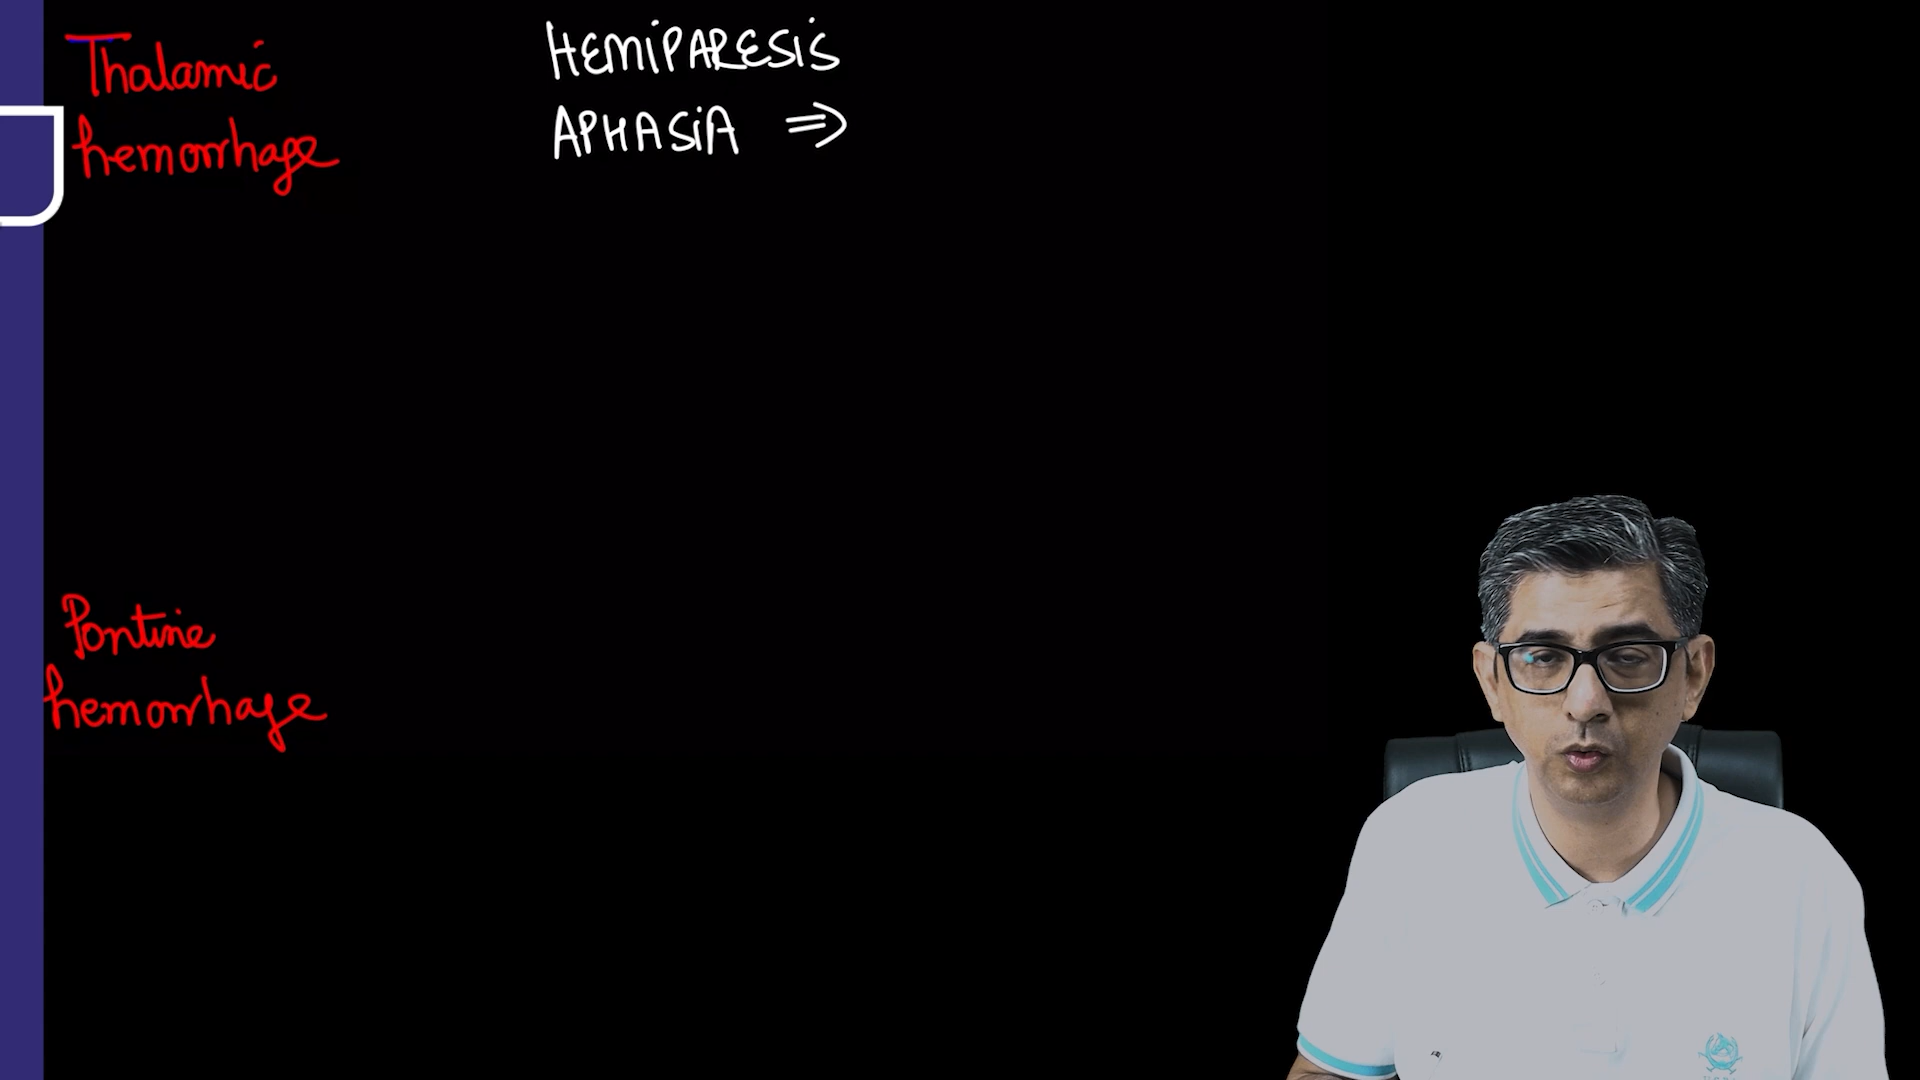 Thalamic
hemorrhage
HEMIPARESIS
APHASIA ⇒
Pontine
hemorrhage